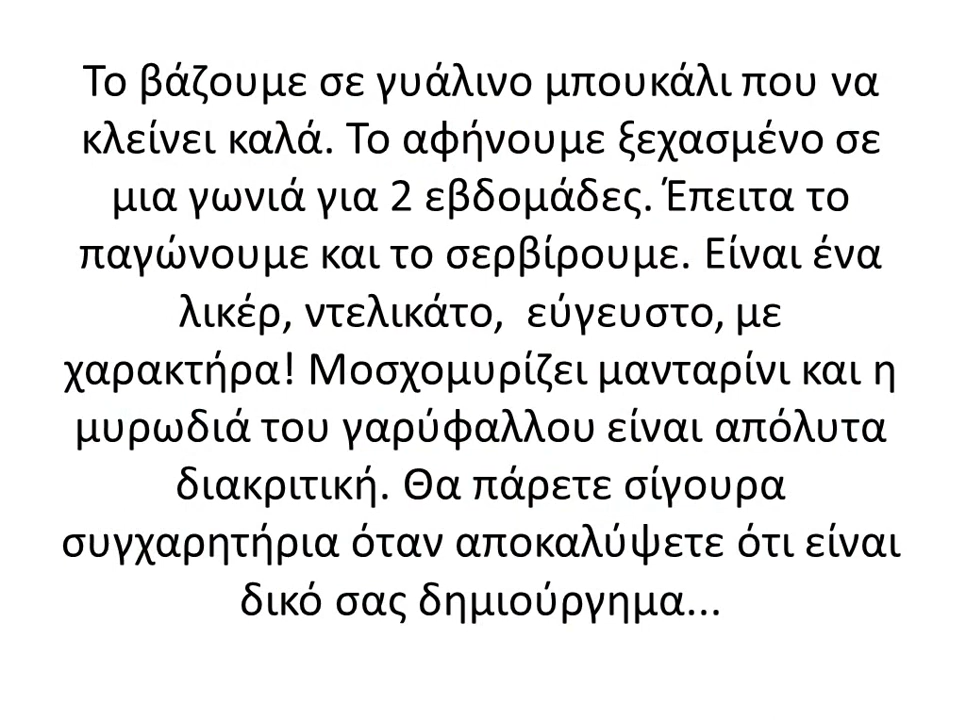 Το βάζουμε σε γυάλινο μπουκάλι που να
κλείνει καλά. Το αφήνουμε ξεχασμένο σε
μια γωνιά για 2 εβδομάδες. Έπειτα το
παγώνουμε και το σερβίρουμε. Είναι ένα
λικέρ, ντελικάτο,  εύγευστο, με
χαρακτήρα! Μοσχομυρίζει μανταρίνι και η
μυρωδιά του γαρύφαλλου είναι απόλυτα
διακριτική. Θα πάρετε σίγουρα
συγχαρητήρια όταν αποκαλύψετε ότι είναι
δικό σας δημιούργημα...